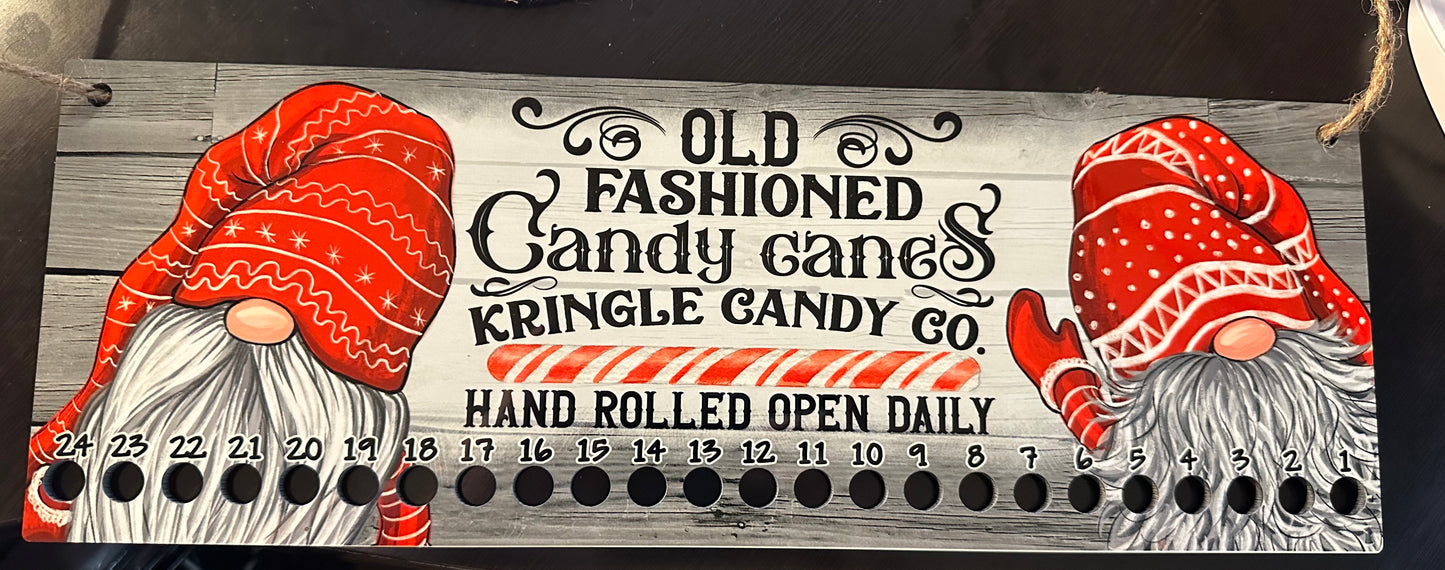 OLD
FASHIONED
Candy canes
KRINGLE CANDY CO.
HAND ROLLED OPEN DAILY
24 23 22 21 20 19 18 17 16 15 14 13 12 11 10 9 8 7 6 5 4 3 2 1